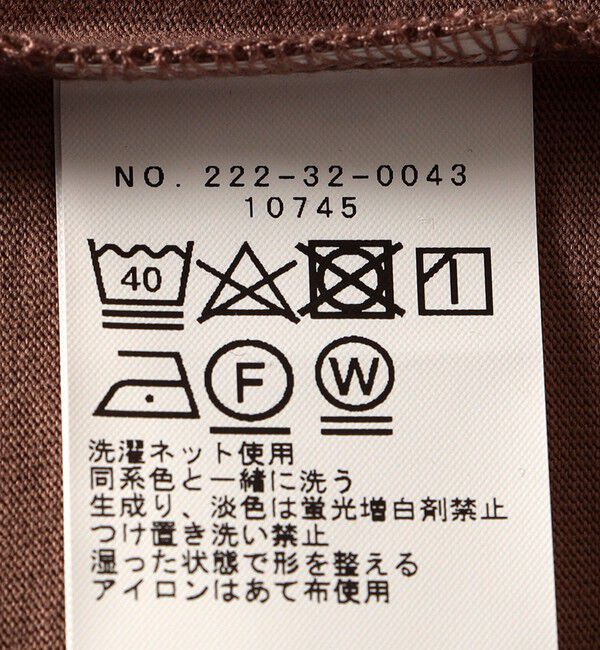 NO. 222-32-0043
10745
40
F W
洗濯ネット使用
同系色と一緒に洗う
生成り、淡色は蛍光増白剤禁止
つけ置き洗い禁止
湿った状態で形を整える
アイロンはあて布使用